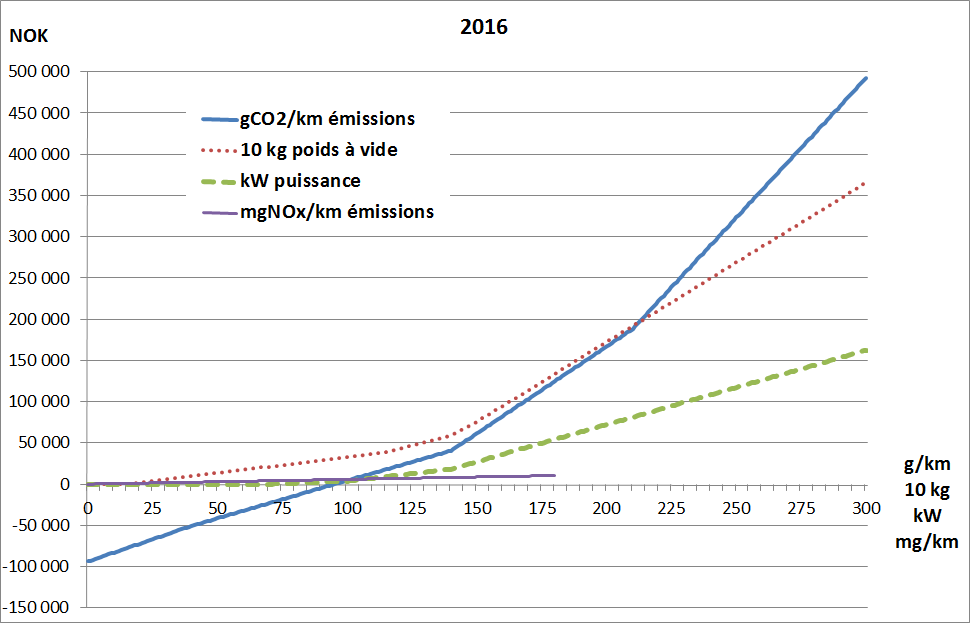 2016
NOK
500 000
450 000
400 000
350 000
300 000
250 000
200 000
150 000
100 000
50 000
0
-50 000
-100 000
-150 000
gCO2/km émissions
10 kg poids à vide
kW puissance
mgNOx/km émissions
0 25 50 75 100 125 150 175 200 225 250 275 300
g/km
10 kg
kW
mg/km